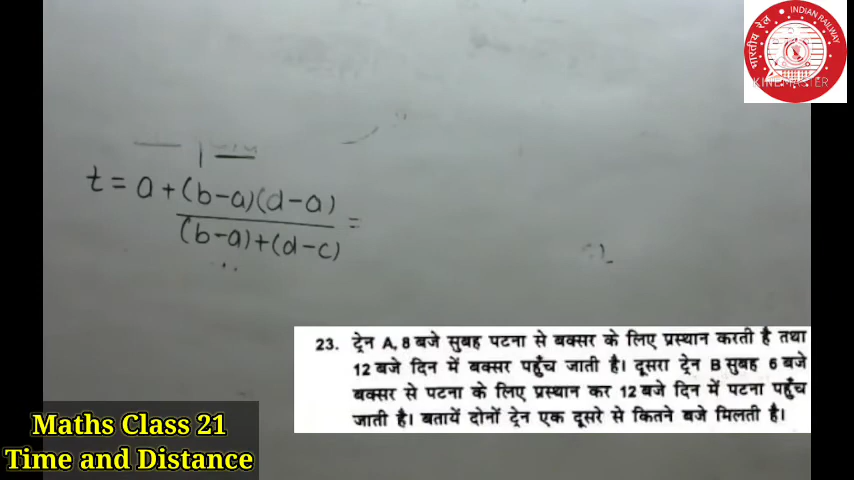 भारतीय रेल
INDIAN RAILWAY
KINEMASTER
t = a + (b-a)(d-a) =
(b-a)+(d-c)
23. ट्रेन A, 8 बजे सुबह पटना से बक्सर के लिए प्रस्थान करती है तथा
12 बजे दिन में बक्सर पहुँच जाती है। दूसरा ट्रेन B सुबह 6 बजे
बक्सर से पटना के लिए प्रस्थान कर 12 बजे दिन में पटना पहुँच
जाती है। बतायें दोनों ट्रेन एक दूसरे से कितने बजे मिलती है।
Maths Class 21
Time and Distance